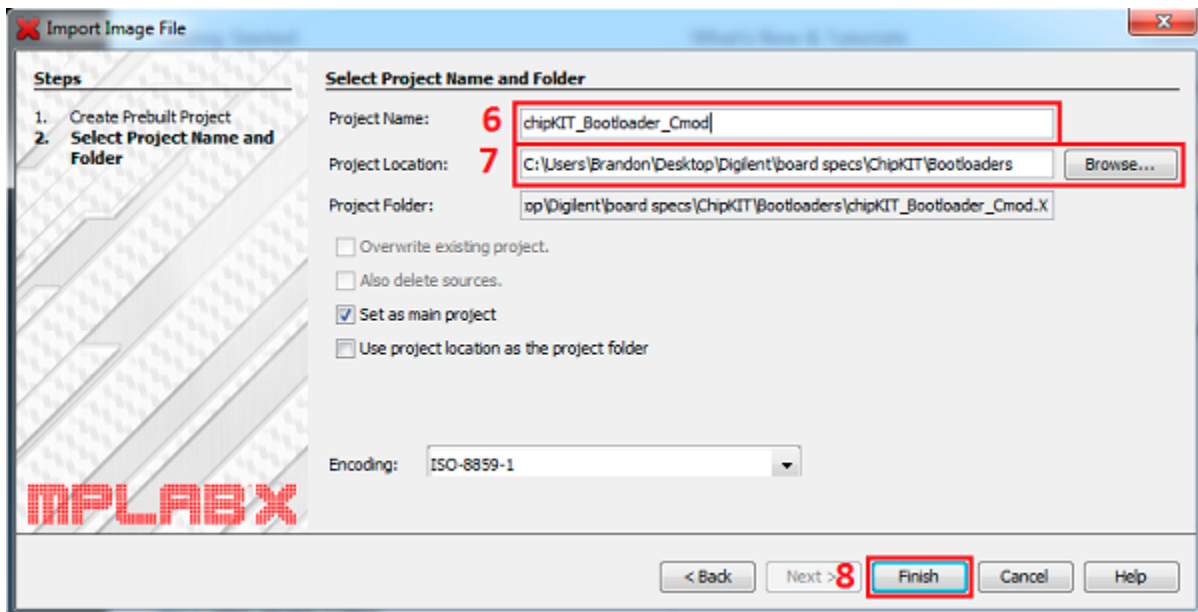 Import Image File
Steps
1. Create Prebuilt Project
2. Select Project Name and
Folder
Select Project Name and Folder
Project Name: 6 chipKIT_Bootloader_Cmod
Project Location: 7 C:\Users\Brandon\Desktop\Digilent\board specs\ChipKIT\Bootloaders Browse...
Project Folder: op\Digilent\board specs\ChipKIT\Bootloaders\chipKIT_Bootloader_Cmod.X
Overwrite existing project.
Also delete sources.
Set as main project
Use project location as the project folder
Encoding: ISO-8859-1
MPLAB X
< Back Next > 8 Finish Cancel Help